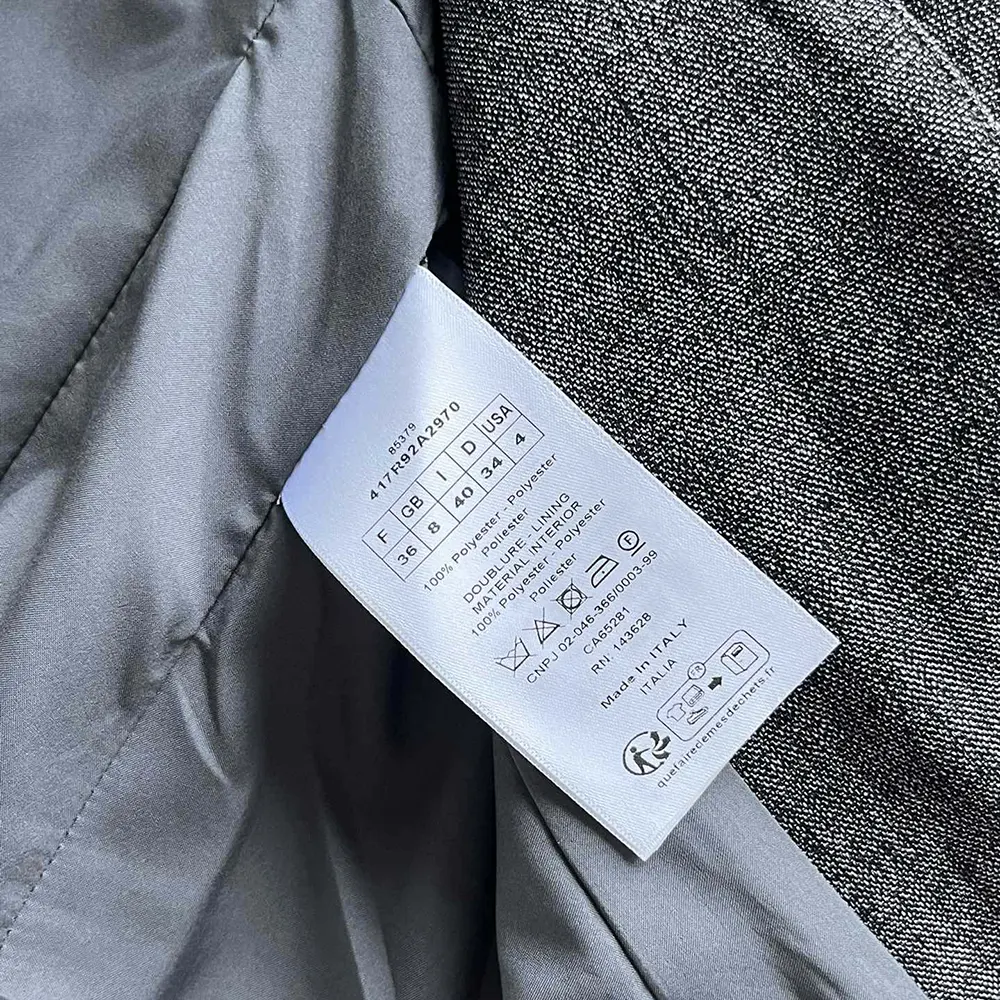 85379
417R92A2970
F GB I D USA
36 8 40 34 4
100% Polyester - Polyester
Poliester
DOUBLURE - LINING
MATERIAL INTERIOR
100% Polyester - Polyester
Poliester
F
CNPJ 02-046-366/0003-99
CA65281
RN: 143628
Made In ITALY
ITALIA
FR
quefairedemesdechets.fr